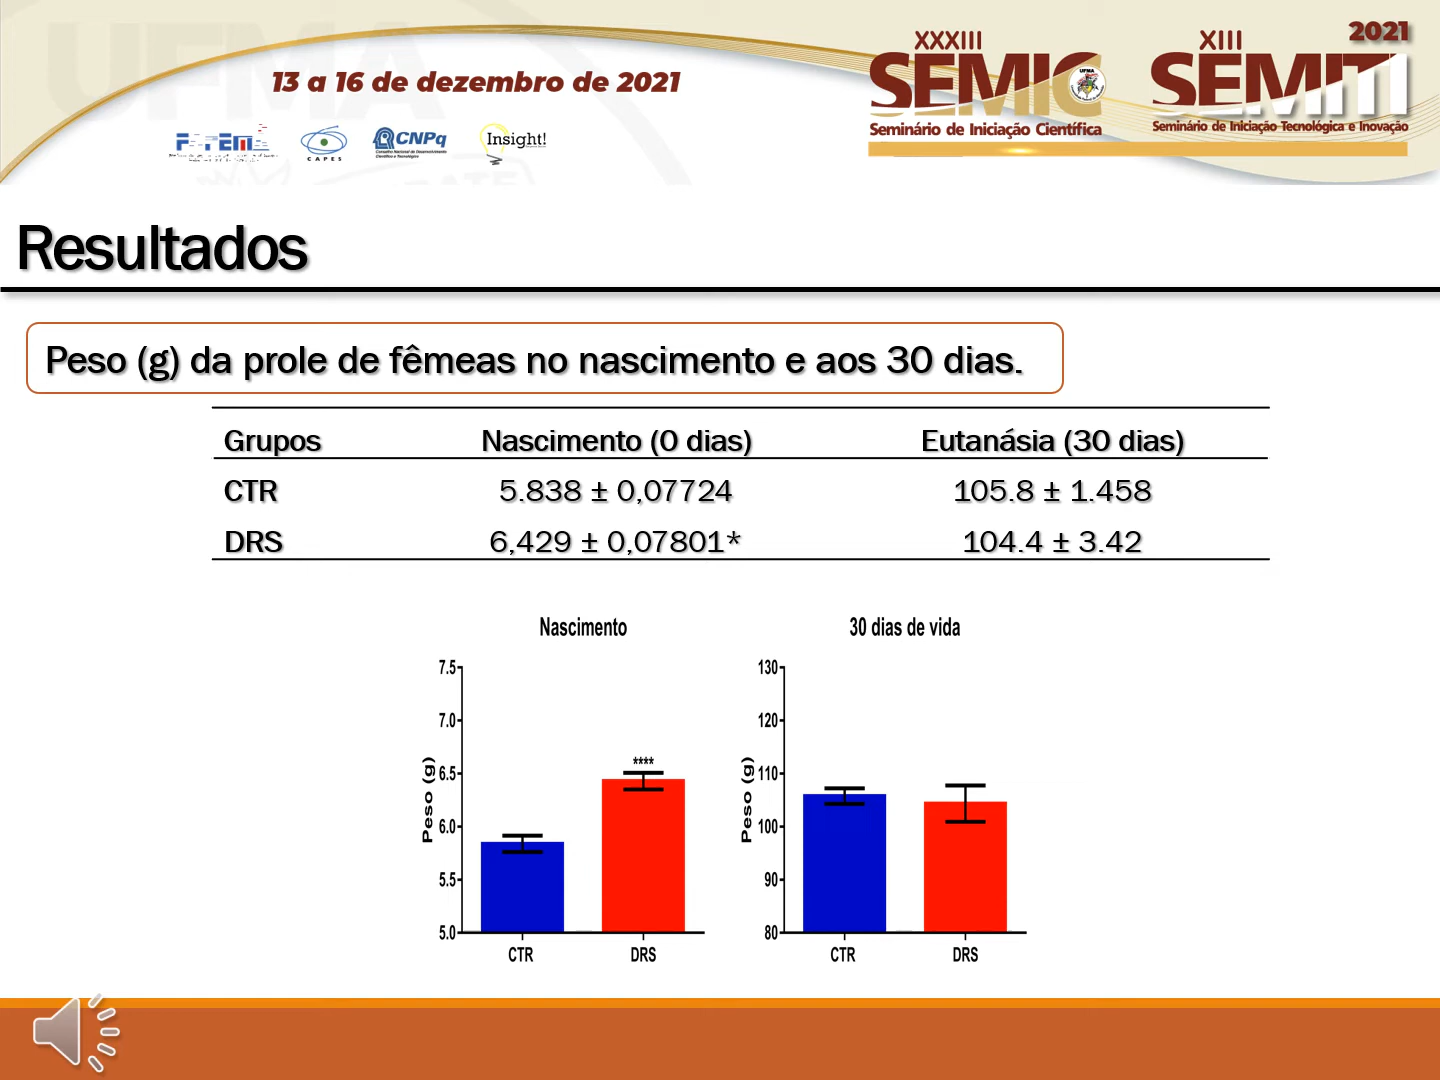 13 a 16 de dezembro de 2021
CAPES
CNPq
Insight!
XXXIII
SEMIC
Seminário de Iniciação Científica
2021
XIII
SEMITI
Seminário de Iniciação Tecnológica e Inovação
Resultados
Peso (g) da prole de fêmeas no nascimento e aos 30 dias.
Grupos Nascimento (0 dias) Eutanásia (30 dias)
CTR 5.838 ± 0,07724 105.8 ± 1.458
DRS 6,429 ± 0,07801* 104.4 ± 3.42
Nascimento
Peso (g)
7.5
7.0
6.5
6.0
5.5
5.0
****
CTR DRS
30 dias de vida
Peso (g)
130
120
110
100
90
80
CTR DRS